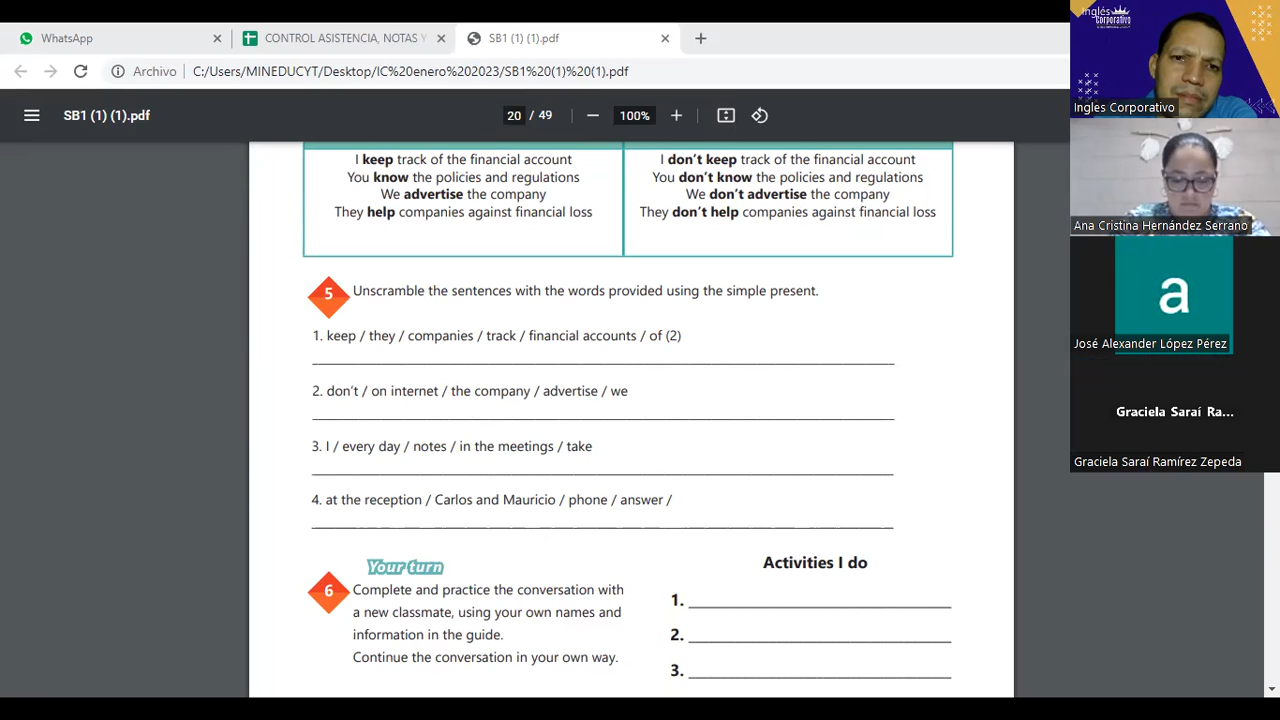 WhatsApp
CONTROL ASISTENCIA, NOTAS Y
SB1 (1) (1).pdf
Archivo
C:/Users/MINEDUCYT/Desktop/IC%20enero%202023/SB1%20(1)%20(1).pdf
SB1 (1) (1).pdf
20 / 49
100%
I keep track of the financial account
You know the policies and regulations
We advertise the company
They help companies against financial loss
I don't keep track of the financial account
You don't know the policies and regulations
We don't advertise the company
They don't help companies against financial loss
5 Unscramble the sentences with the words provided using the simple present.
1. keep / they / companies / track / financial accounts / of (2)
2. don't / on internet / the company / advertise / we
3. I / every day / notes / in the meetings / take
4. at the reception / Carlos and Mauricio / phone / answer /
Your turn
6 Complete and practice the conversation with
a new classmate, using your own names and
information in the guide.
Continue the conversation in your own way.
Activities I do
1.
2.
3.
Inglés
Corporativo
Ingles Corporativo
Ana Cristina Hernández Serrano
a
José Alexander López Pérez
Graciela Saraí Ra...
Graciela Saraí Ramírez Zepeda